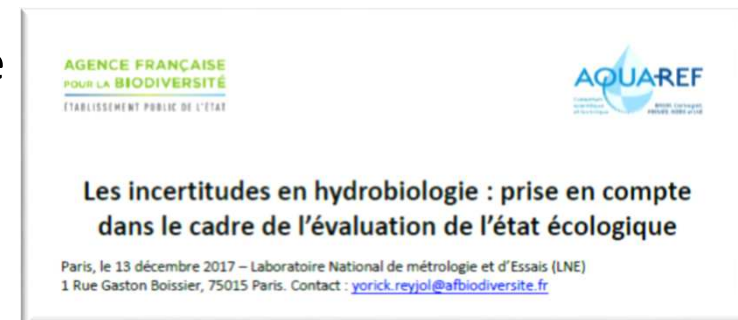 e
AGENCE FRANÇAISE
POUR LA BIODIVERSITÉ
ÉTABLISSEMENT PUBLIC DE L'ÉTAT
AQUAREF
Les incertitudes en hydrobiologie : prise en compte
dans le cadre de l'évaluation de l'état écologique
Paris, le 13 décembre 2017 – Laboratoire National de métrologie et d'Essais (LNE)
1 Rue Gaston Boissier, 75015 Paris. Contact : yorick.reyjol@afbiodiversite.fr